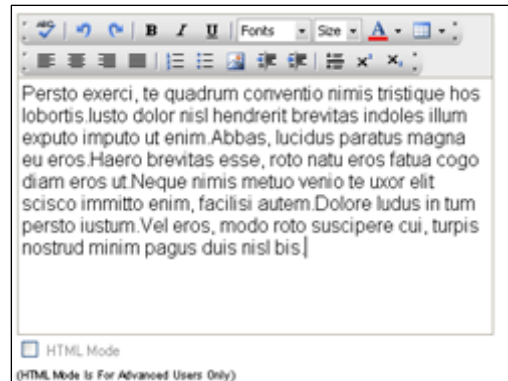 ABC B I U Fonts Size A
x² x₁
Persto exerci, te quadrum conventio nimis tristique hos
lobortis.Iusto dolor nisl hendrerit brevitas indoles illum
exputo imputo ut enim.Abbas, lucidus paratus magna
eu eros.Haero brevitas esse, roto natu eros fatua cogo
diam eros ut.Neque nimis metuo venio te uxor elit
scisco immitto enim, facilisi autem.Dolore ludus in tum
persto iustum.Vel eros, modo roto suscipere cui, turpis
nostrud minim pagus duis nisl bis.
HTML Mode
(HTML Mode Is For Advanced Users Only)